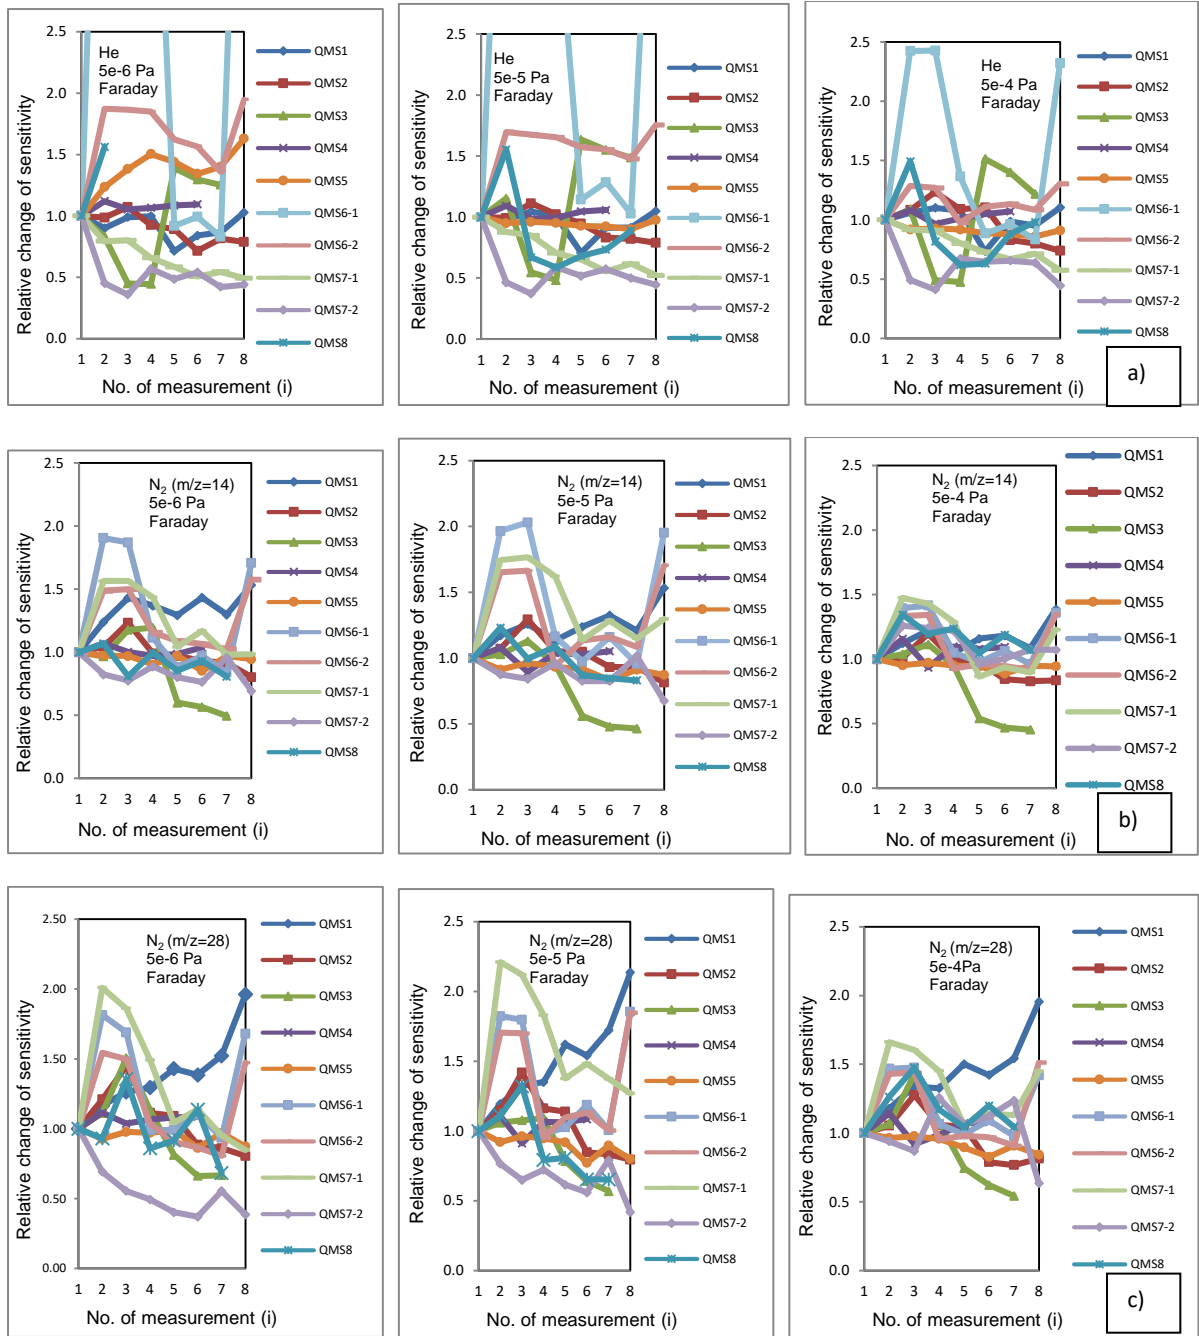 He
5e-6 Pa
Faraday
Relative change of sensitivity
2.5
2.0
1.5
1.0
0.5
0.0
1 2 3 4 5 6 7 8
No. of measurement (i)
QMS1
QMS2
QMS3
QMS4
QMS5
QMS6-1
QMS6-2
QMS7-1
QMS7-2
QMS8
He
5e-5 Pa
Faraday
Relative change of sensitivity
2.5
2.0
1.5
1.0
0.5
0.0
1 2 3 4 5 6 7 8
No. of measurement (i)
QMS1
QMS2
QMS3
QMS4
QMS5
QMS6-1
QMS6-2
QMS7-1
QMS7-2
QMS8
He
5e-4 Pa
Faraday
Relative change of sensitivity
2.5
2.0
1.5
1.0
0.5
0.0
1 2 3 4 5 6 7 8
No. of measurement (i)
QMS1
QMS2
QMS3
QMS4
QMS5
QMS6-1
QMS6-2
QMS7-1
QMS7-2
QMS8
a)
N2 (m/z=14)
5e-6 Pa
Faraday
Relative change of sensitivity
2.5
2.0
1.5
1.0
0.5
0.0
1 2 3 4 5 6 7 8
No. of measurement (i)
QMS1
QMS2
QMS3
QMS4
QMS5
QMS6-1
QMS6-2
QMS7-1
QMS7-2
QMS8
N2 (m/z=14)
5e-5 Pa
Faraday
Relative change of sensitivity
2.5
2.0
1.5
1.0
0.5
0.0
1 2 3 4 5 6 7 8
No. of measurement (i)
QMS1
QMS2
QMS3
QMS4
QMS5
QMS6-1
QMS6-2
QMS7-1
QMS7-2
QMS8
N2 (m/z=14)
5e-4 Pa
Faraday
Relative change of sensitivity
2.5
2.0
1.5
1.0
0.5
0.0
1 2 3 4 5 6 7 8
No. of measurement (i)
QMS1
QMS2
QMS3
QMS4
QMS5
QMS6-1
QMS6-2
QMS7-1
QMS7-2
QMS8
b)
N2 (m/z=28)
5e-6 Pa
Faraday
Relative change of sensitivity
2.50
2.00
1.50
1.00
0.50
0.00
1 2 3 4 5 6 7 8
No. of measurement (i)
QMS1
QMS2
QMS3
QMS4
QMS5
QMS6-1
QMS6-2
QMS7-1
QMS7-2
QMS8
N2 (m/z=28)
5e-5 Pa
Faraday
Relative change of sensitivity
2.5
2.0
1.5
1.0
0.5
0.0
1 2 3 4 5 6 7 8
No. of measurement (i)
QMS1
QMS2
QMS3
QMS4
QMS5
QMS6-1
QMS6-2
QMS7-1
QMS7-2
QMS8
N2 (m/z=28)
5e-4Pa
Faraday
Relative change of sensitivity
2.5
2.0
1.5
1.0
0.5
0.0
1 2 3 4 5 6 7 8
No. of measurement (i)
QMS1
QMS2
QMS3
QMS4
QMS5
QMS6-1
QMS6-2
QMS7-1
QMS7-2
QMS8
c)